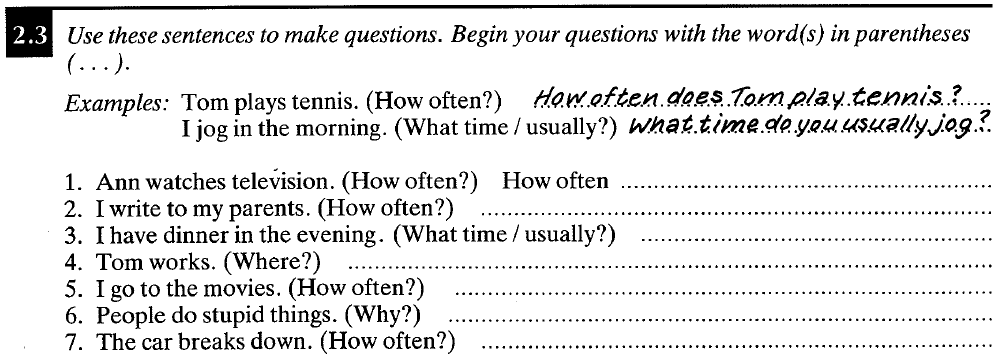 2.3 Use these sentences to make questions. Begin your questions with the word(s) in parentheses
(. . . ).
Examples: Tom plays tennis. (How often?) How often does Tom play tennis?
I jog in the morning. (What time / usually?) What time do you usually jog?
1. Ann watches television. (How often?) How often ..............................
2. I write to my parents. (How often?) ..............................
3. I have dinner in the evening. (What time / usually?) ..............................
4. Tom works. (Where?) ..............................
5. I go to the movies. (How often?) ..............................
6. People do stupid things. (Why?) ..............................
7. The car breaks down. (How often?) ..............................